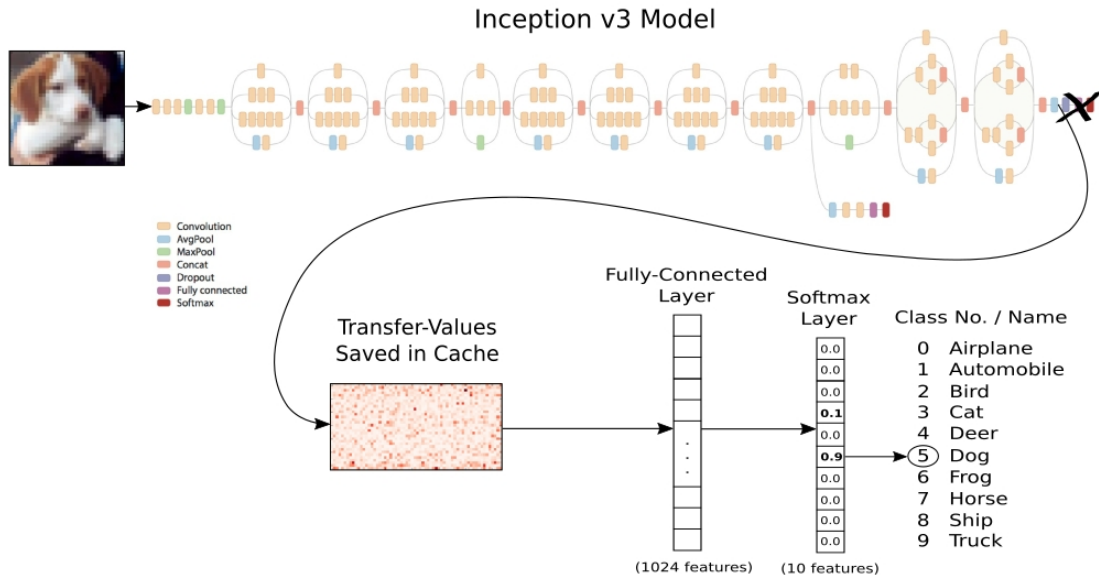 Inception v3 Model
Convolution
AvgPool
MaxPool
Concat
Dropout
Fully connected
Softmax
Transfer-Values
Saved in Cache
Fully-Connected
Layer
(1024 features)
Softmax
Layer
0.0
0.0
0.0
0.1
0.0
0.9
0.0
0.0
0.0
0.0
(10 features)
Class No. / Name
0 Airplane
1 Automobile
2 Bird
3 Cat
4 Deer
5 Dog
6 Frog
7 Horse
8 Ship
9 Truck